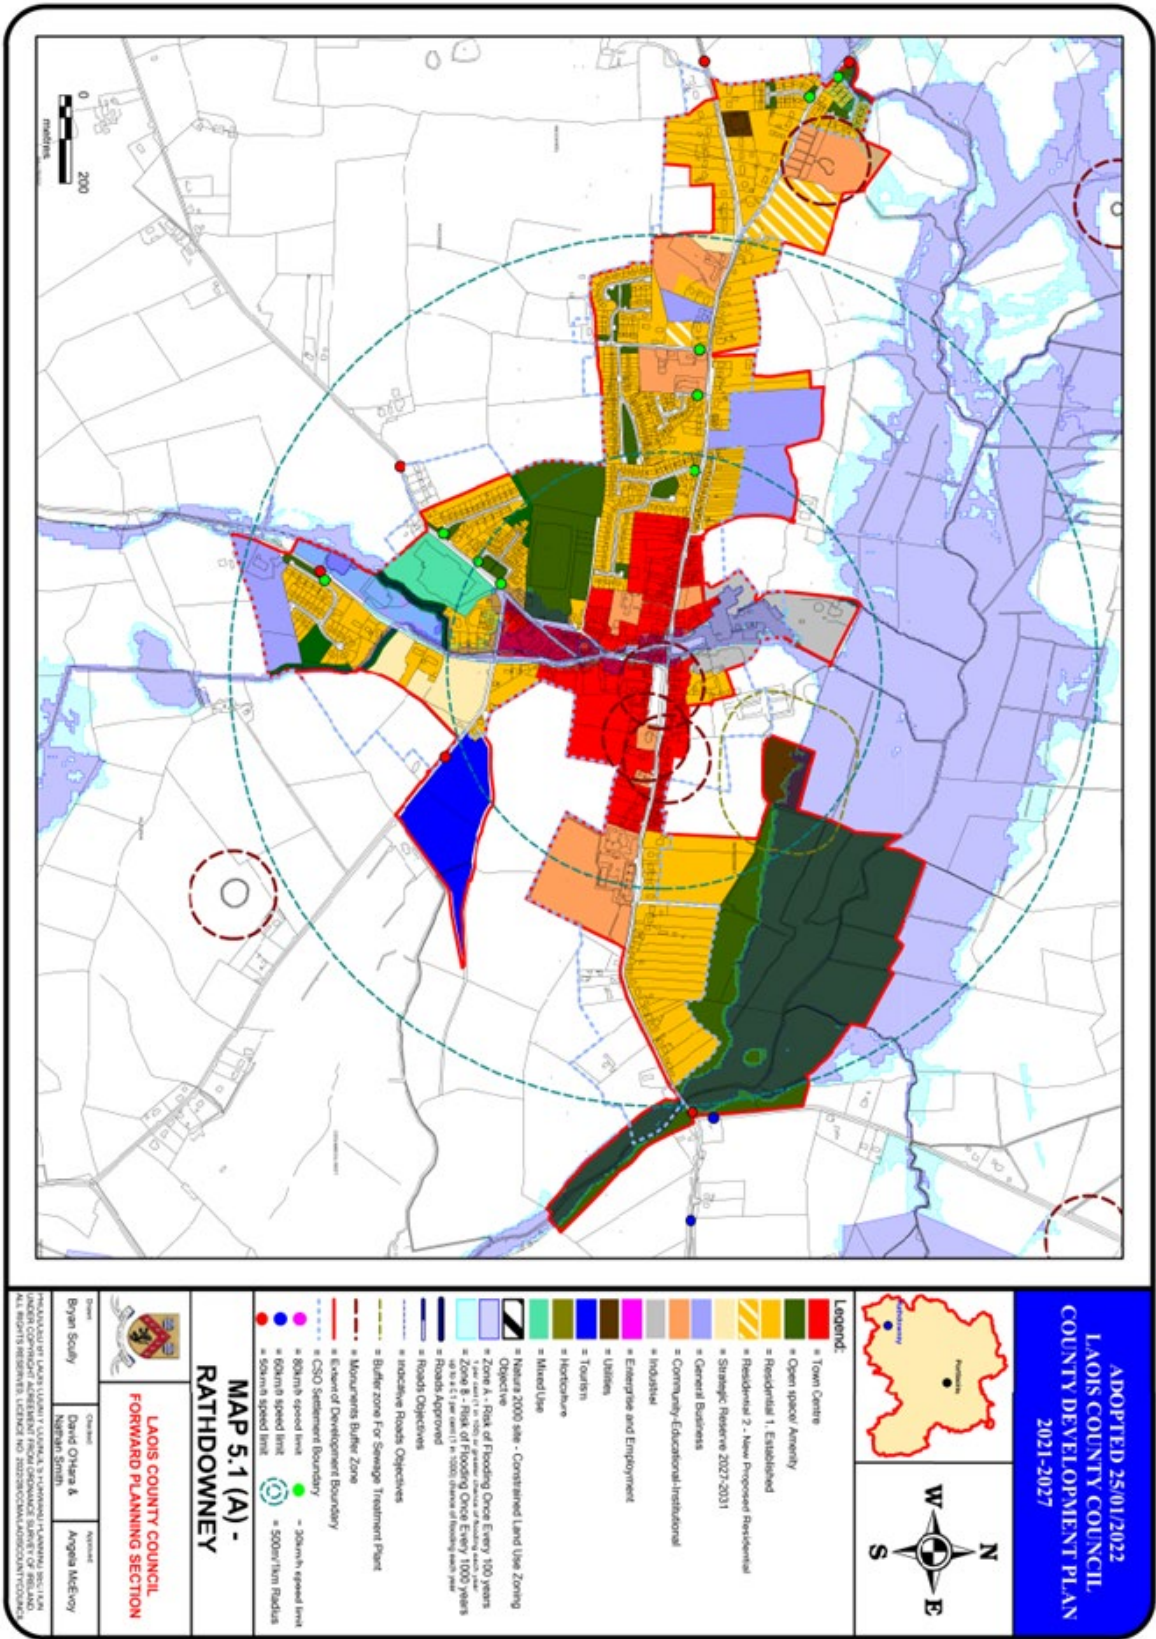 ADOPTED 25/01/2022
LAOIS COUNTY COUNCIL
COUNTY DEVELOPMENT PLAN
2021-2027
N
W
E
S
Portlaoise
Rathdowney
Legend:
= Town Centre
= Open space/ Amenity
= Residential 1. Established
= Residential 2 - New Proposed Residential
= Strategic Reserve 2027-2031
= General Business
= Community-Educational-Institutional
= Industrial
= Enterprise and Employment
= Utilities
= Tourism
= Horticulture
= Mixed Use
= Natura 2000 site - Constrained Land Use Zoning
Objective
= Zone A - Risk of Flooding Once Every 100 years
= Zone B - Risk of Flooding Once Every 1000 years
= Roads Approved
= Roads Objectives
= Indicative Roads Objectives
= Buffer zone For Sewage Treatment Plant
= Monuments Buffer Zone
= Extent of Development Boundary
= CSO Settlement Boundary
= 80km/h speed limit
= 30km/h speed limit
= 60km/h speed limit
= 50km/h speed limit
= 500m/1km Radius
MAP 5.1 (A) -
RATHDOWNEY
LAOIS COUNTY COUNCIL
FORWARD PLANNING SECTION
Drawn
Bryan Scully
Checked
David O'Hara &
Nathan Smith
Approved
Angela McEvoy
0
200
metres